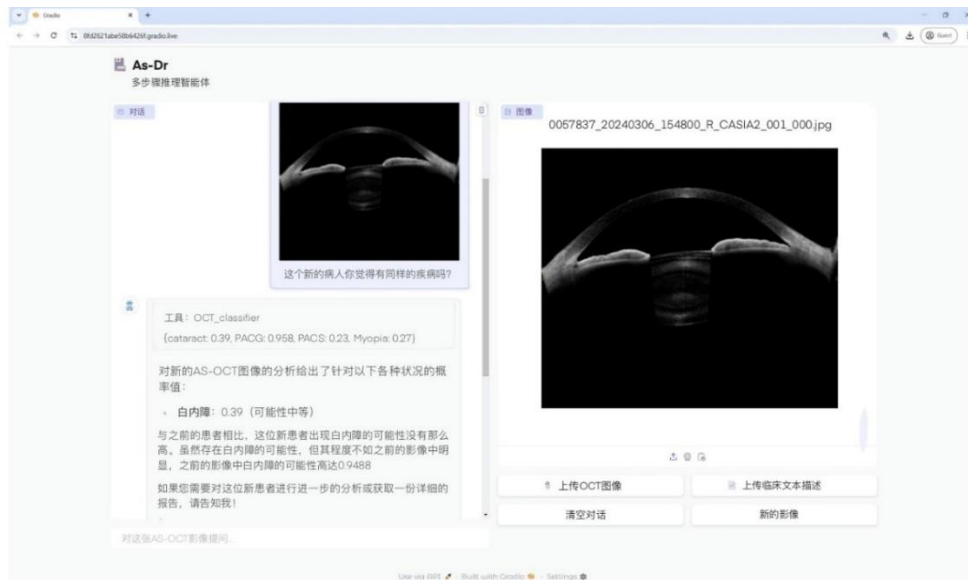 Gradio
0fd2621abe58b6426f.gradio.live
Guest
As-Dr
多步骤推理智能体
对话
这个新的病人你觉得有同样的疾病吗?
工具: OCT_classifier
{cataract: 0.39, PACG: 0.958, PACS: 0.23, Myopia: 0.27}
对新的AS-OCT图像的分析给出了针对以下各种状况的概
率值:
白内障: 0.39 (可能性中等)
与之前的患者相比，这位新患者出现白内障的可能性没有那么
高。虽然存在白内障的可能性，但其程度不如之前的影像中明
显，之前的影像中白内障的可能性高达0.9488
如果您需要对这位新患者进行进一步的分析或获取一份详细的
报告，请告知我!
对这张AS-OCT影像提问...
图像
0057837_20240306_154800_R_CASIA2_001_000.jpg
上传OCT图像
上传临床文本描述
清空对话
新的影像
Use via API · Built with Gradio · Settings